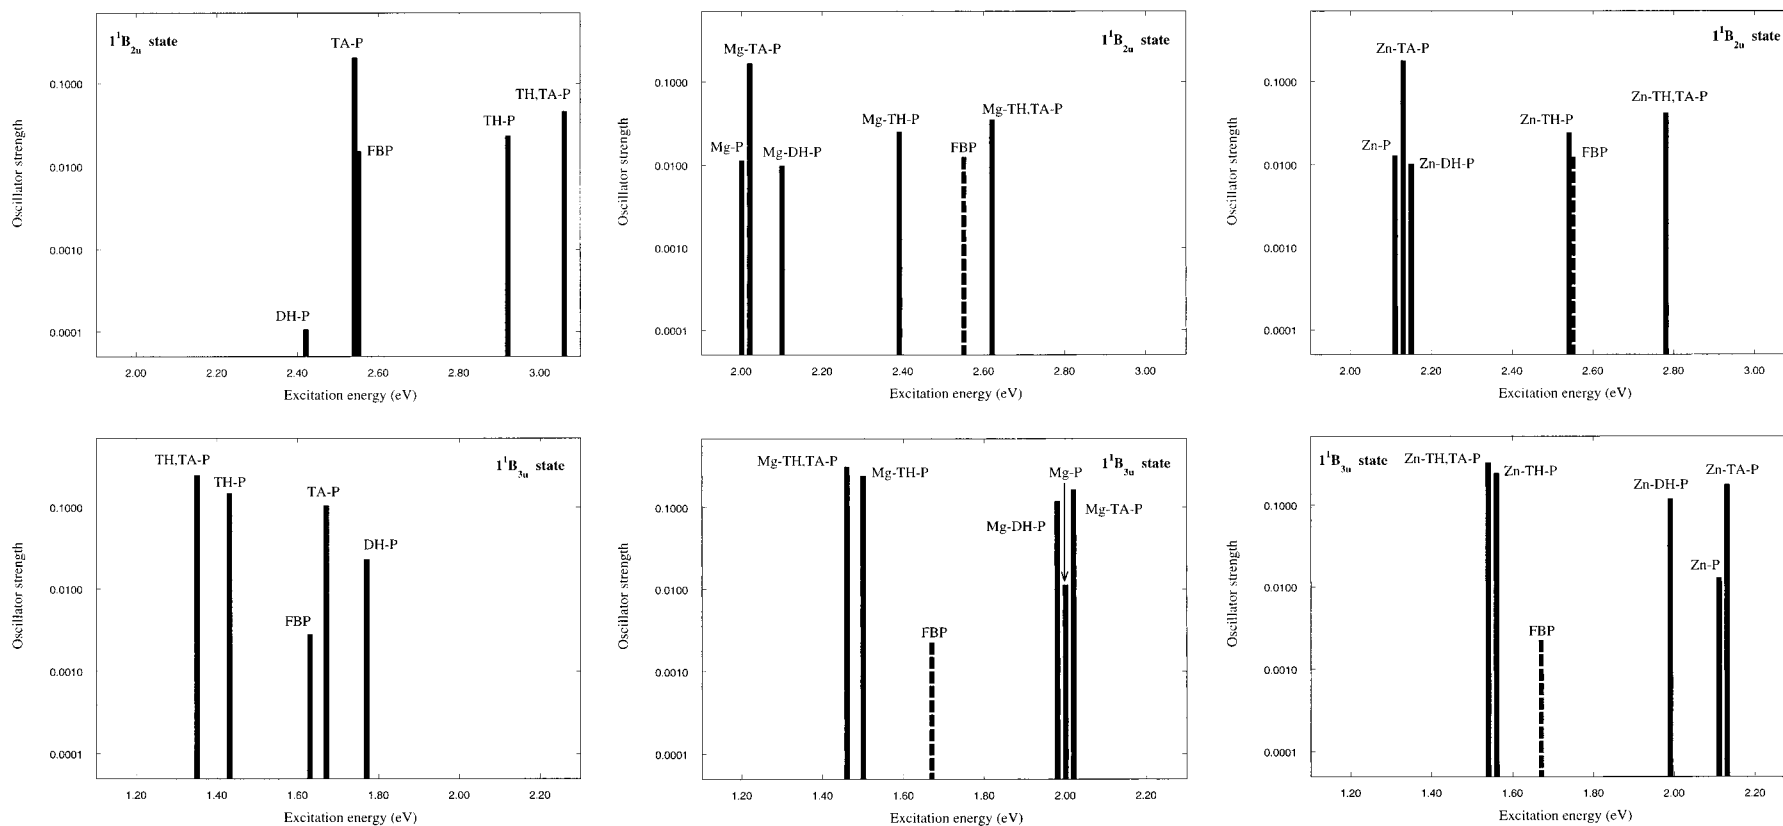 1¹B₂ᵤ state
TA-P
TH,TA-P
TH-P
FBP
DH-P
0.1000
0.0100
0.0010
0.0001
Oscillator strength
2.00 2.20 2.40 2.60 2.80 3.00
Excitation energy (eV)
1¹B₂ᵤ state
Mg-TA-P
Mg-TH-P
Mg-TH,TA-P
Mg-P
Mg-DH-P
FBP
0.1000
0.0100
0.0010
0.0001
Oscillator strength
2.00 2.20 2.40 2.60 2.80 3.00
Excitation energy (eV)
1¹B₂ᵤ state
Zn-TA-P
Zn-TH,TA-P
Zn-TH-P
Zn-P
Zn-DH-P
FBP
0.1000
0.0100
0.0010
0.0001
Oscillator strength
2.00 2.20 2.40 2.60 2.80 3.00
Excitation energy (eV)
TH,TA-P
1¹B₃ᵤ state
TH-P
TA-P
DH-P
FBP
0.1000
0.0100
0.0010
0.0001
Oscillator strength
1.20 1.40 1.60 1.80 2.00 2.20
Excitation energy (eV)
Mg-TH,TA-P
Mg-TH-P
Mg-P
1¹B₃ᵤ state
Mg-DH-P
Mg-TA-P
FBP
0.1000
0.0100
0.0010
0.0001
Oscillator strength
1.20 1.40 1.60 1.80 2.00 2.20
Excitation energy (eV)
1¹B₃ᵤ state
Zn-TH,TA-P
Zn-TH-P
Zn-TA-P
Zn-DH-P
Zn-P
FBP
0.1000
0.0100
0.0010
0.0001
Oscillator strength
1.20 1.40 1.60 1.80 2.00 2.20
Excitation energy (eV)